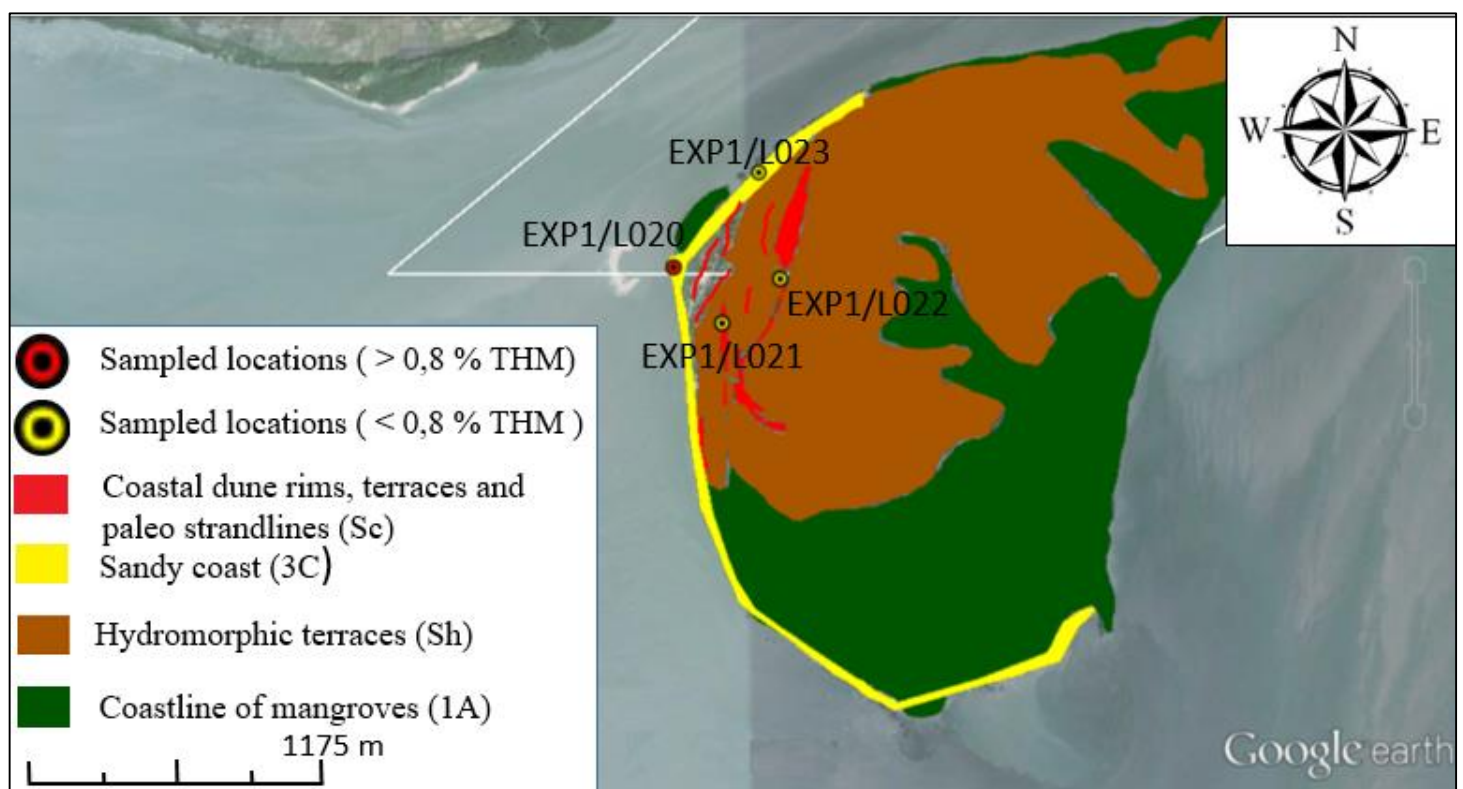 N
W
E
S
EXP1/L023
EXP1/L020
EXP1/L022
EXP1/L021
Sampled locations ( > 0,8 % THM)
Sampled locations ( < 0,8 % THM )
Coastal dune rims, terraces and
paleo strandlines (Sc)
Sandy coast (3C)
Hydromorphic terraces (Sh)
Coastline of mangroves (1A)
1175 m
Google earth